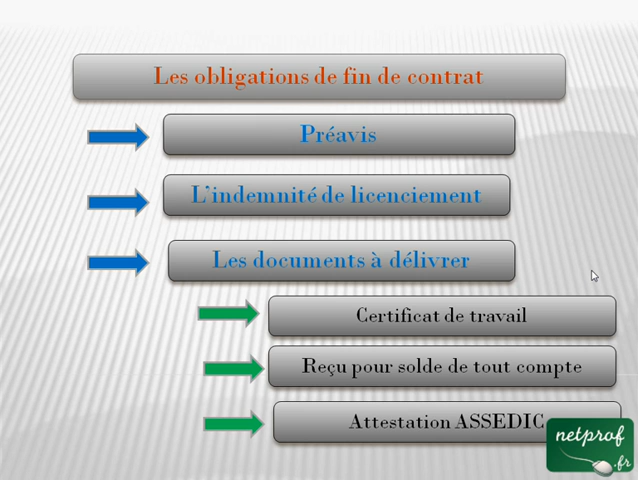 Les obligations de fin de contrat
Préavis
L'indemnité de licenciement
Les documents à délivrer
Certificat de travail
Reçu pour solde de tout compte
Attestation ASSEDIC
netprof
.fr